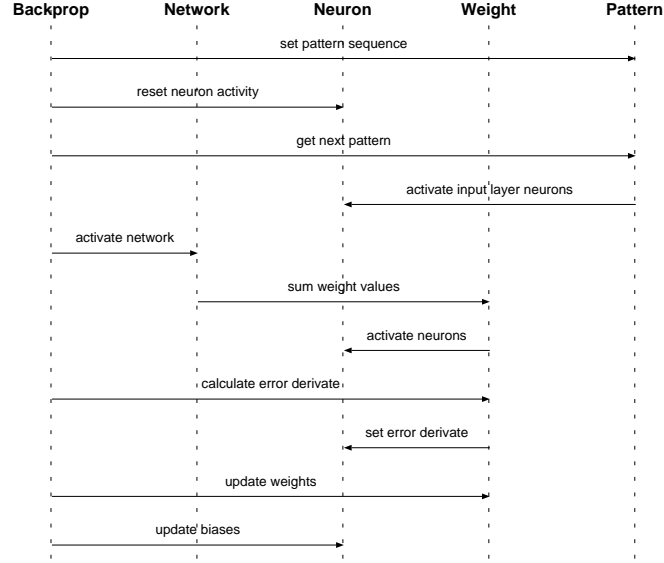 Backprop Network Neuron Weight Pattern
set pattern sequence
reset neuron activity
get next pattern
activate input layer neurons
activate network
sum weight values
activate neurons
calculate error derivate
set error derivate
update weights
update biases